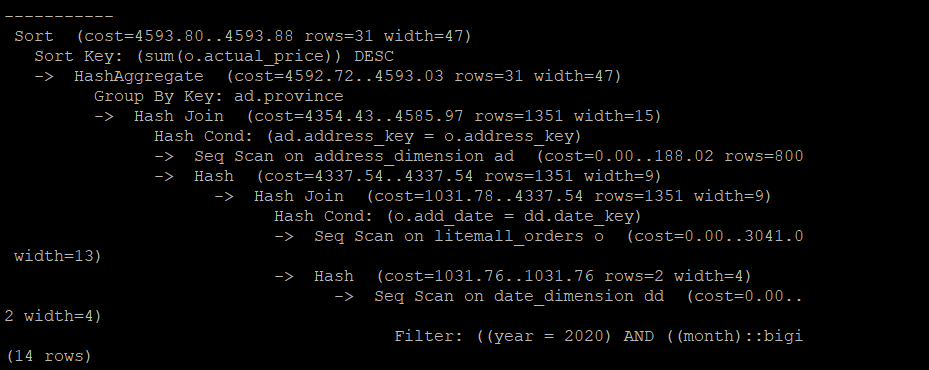 -----------
Sort  (cost=4593.80..4593.88 rows=31 width=47)
Sort Key: (sum(o.actual_price)) DESC
->  HashAggregate  (cost=4592.72..4593.03 rows=31 width=47)
Group By Key: ad.province
->  Hash Join  (cost=4354.43..4585.97 rows=1351 width=15)
Hash Cond: (ad.address_key = o.address_key)
->  Seq Scan on address_dimension ad  (cost=0.00..188.02 rows=800
->  Hash  (cost=4337.54..4337.54 rows=1351 width=9)
->  Hash Join  (cost=1031.78..4337.54 rows=1351 width=9)
Hash Cond: (o.add_date = dd.date_key)
->  Seq Scan on litemall_orders o  (cost=0.00..3041.0
width=13)
->  Hash  (cost=1031.76..1031.76 rows=2 width=4)
->  Seq Scan on date_dimension dd  (cost=0.00..
2 width=4)
Filter: ((year = 2020) AND ((month)::bigi
(14 rows)